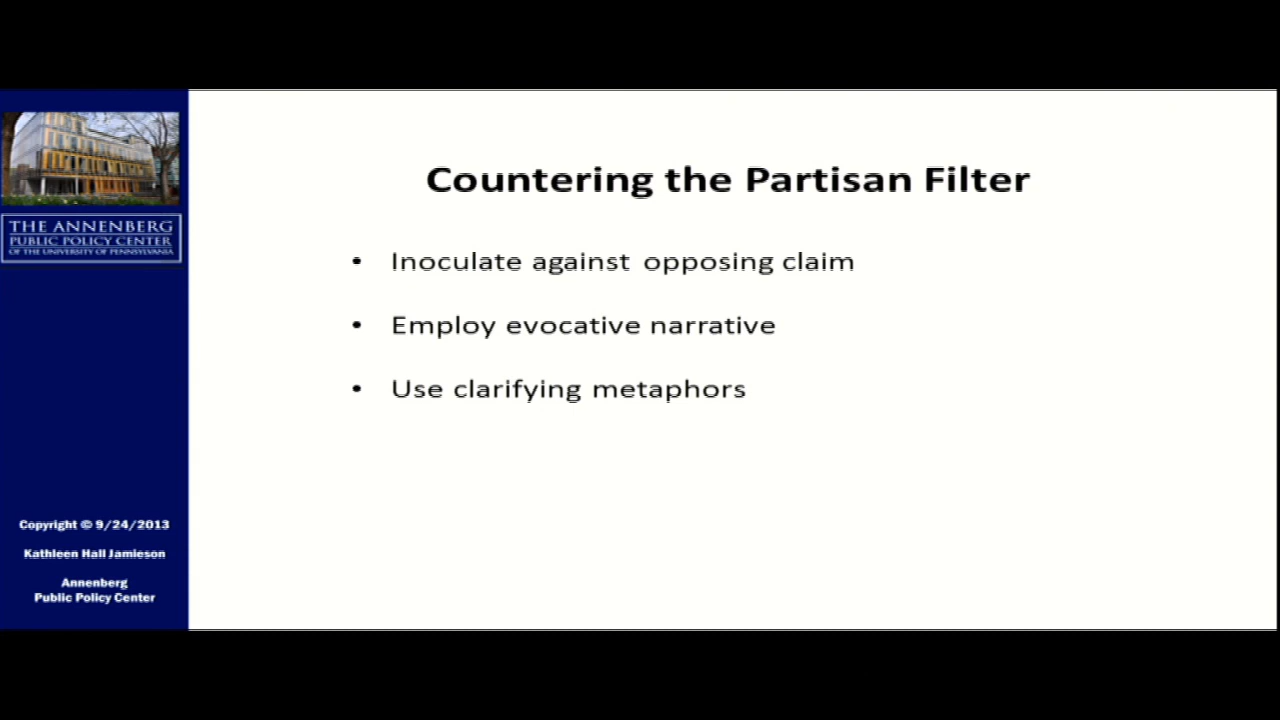 Countering the Partisan Filter
• Inoculate against opposing claim
• Employ evocative narrative
• Use clarifying metaphors
THE ANNENBERG
PUBLIC POLICY CENTER
OF THE UNIVERSITY OF PENNSYLVANIA
Copyright © 9/24/2013
Kathleen Hall Jamieson
Annenberg
Public Policy Center